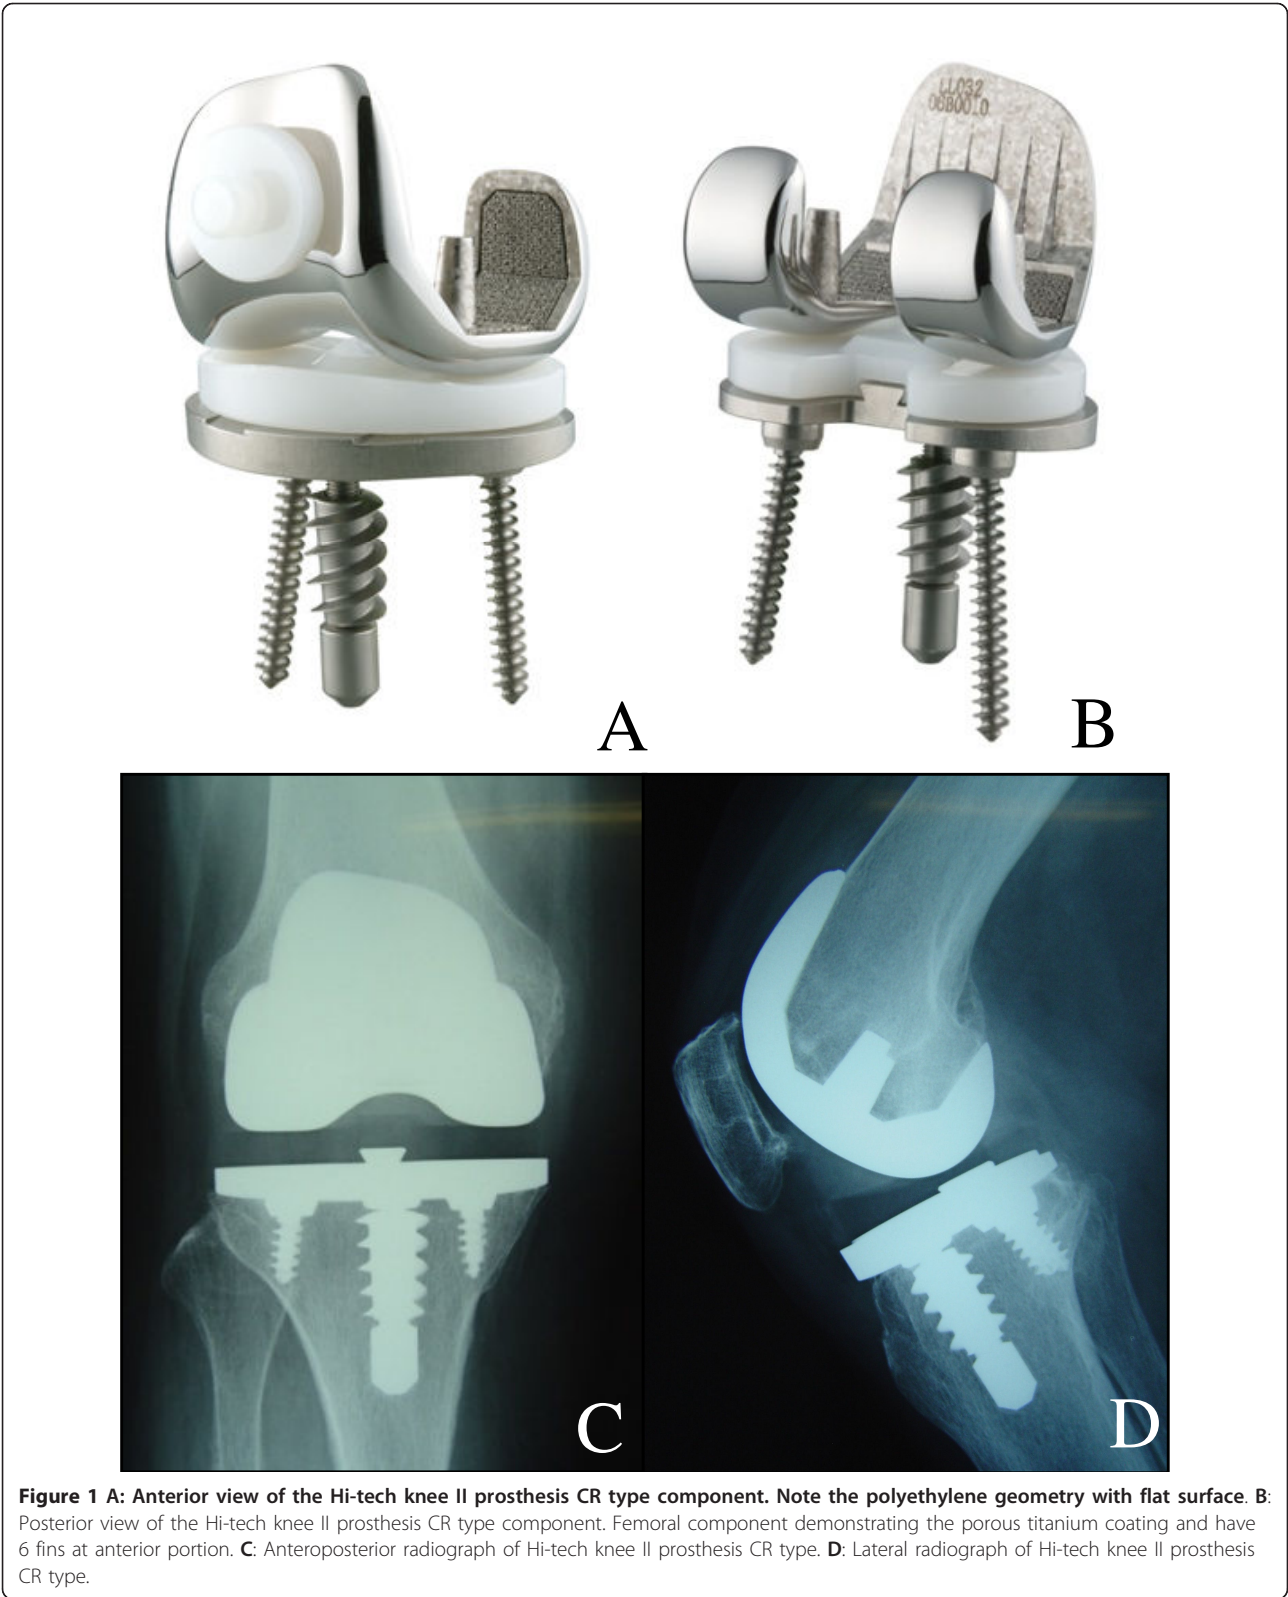 LL032
06B0010
A
B
C
D
Figure 1 A: Anterior view of the Hi-tech knee II prosthesis CR type component. Note the polyethylene geometry with flat surface. B:
Posterior view of the Hi-tech knee II prosthesis CR type component. Femoral component demonstrating the porous titanium coating and have
6 fins at anterior portion. C: Anteroposterior radiograph of Hi-tech knee II prosthesis CR type. D: Lateral radiograph of Hi-tech knee II prosthesis
CR type.